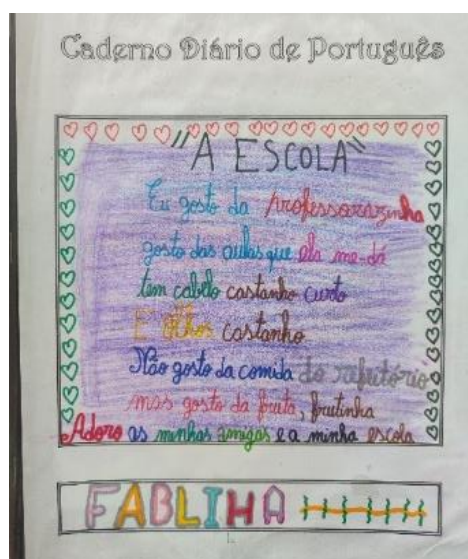 Caderno Diário de Português
"A ESCOLA"
Eu gosto da professorazinha
gosto das aulas que ela me-dá
tem cabelo castanho curto
E olhos castanho.
Não gosto da comida do refutório
mas gosto da fruta, frutinha
Adoro as minhas amigas e a minha escola
FABLIHA